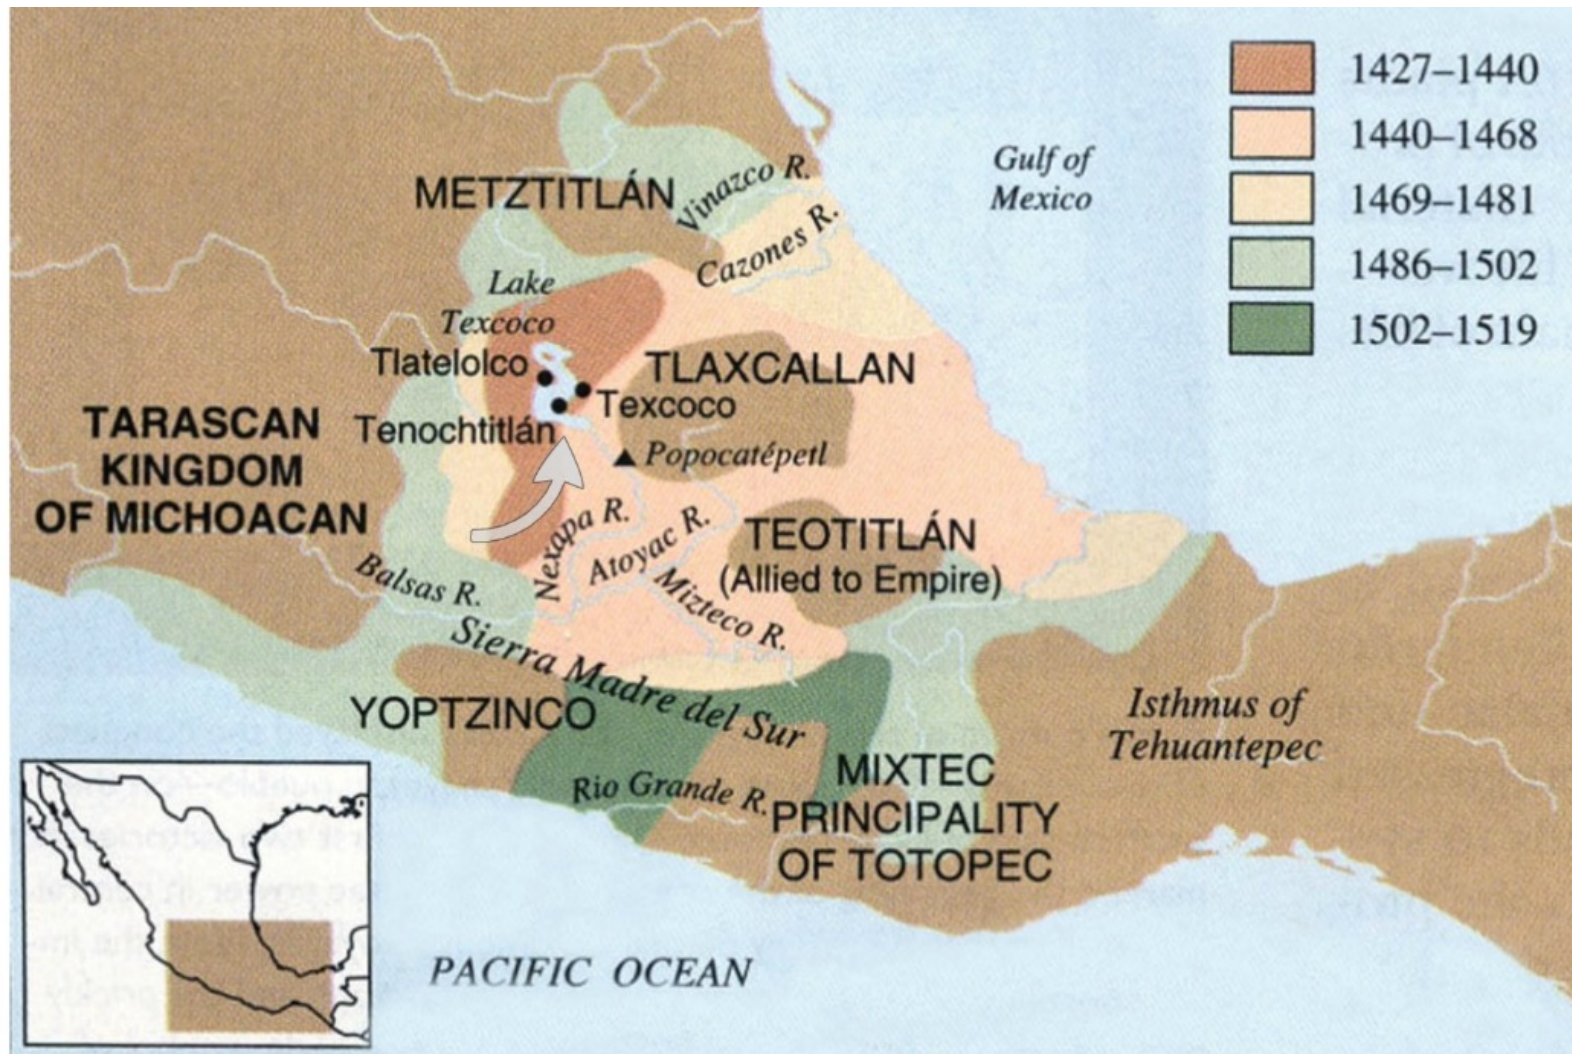 1427–1440
1440–1468
1469–1481
1486–1502
1502–1519
Gulf of
Mexico
METZTITLÁN
Vinazco R.
Cazones R.
Lake
Texcoco
Tlatelolco
TLAXCALLAN
Texcoco
Tenochtitlán
Popocatépetl
TARASCAN
KINGDOM
OF MICHOACAN
Nexapa R.
Atoyac R.
TEOTITLÁN
(Allied to Empire)
Balsas R.
Mizteco R.
Sierra Madre del Sur
YOPTZINCO
Isthmus of
Tehuantepec
Rio Grande R.
MIXTEC
PRINCIPALITY
OF TOTOPEC
PACIFIC OCEAN